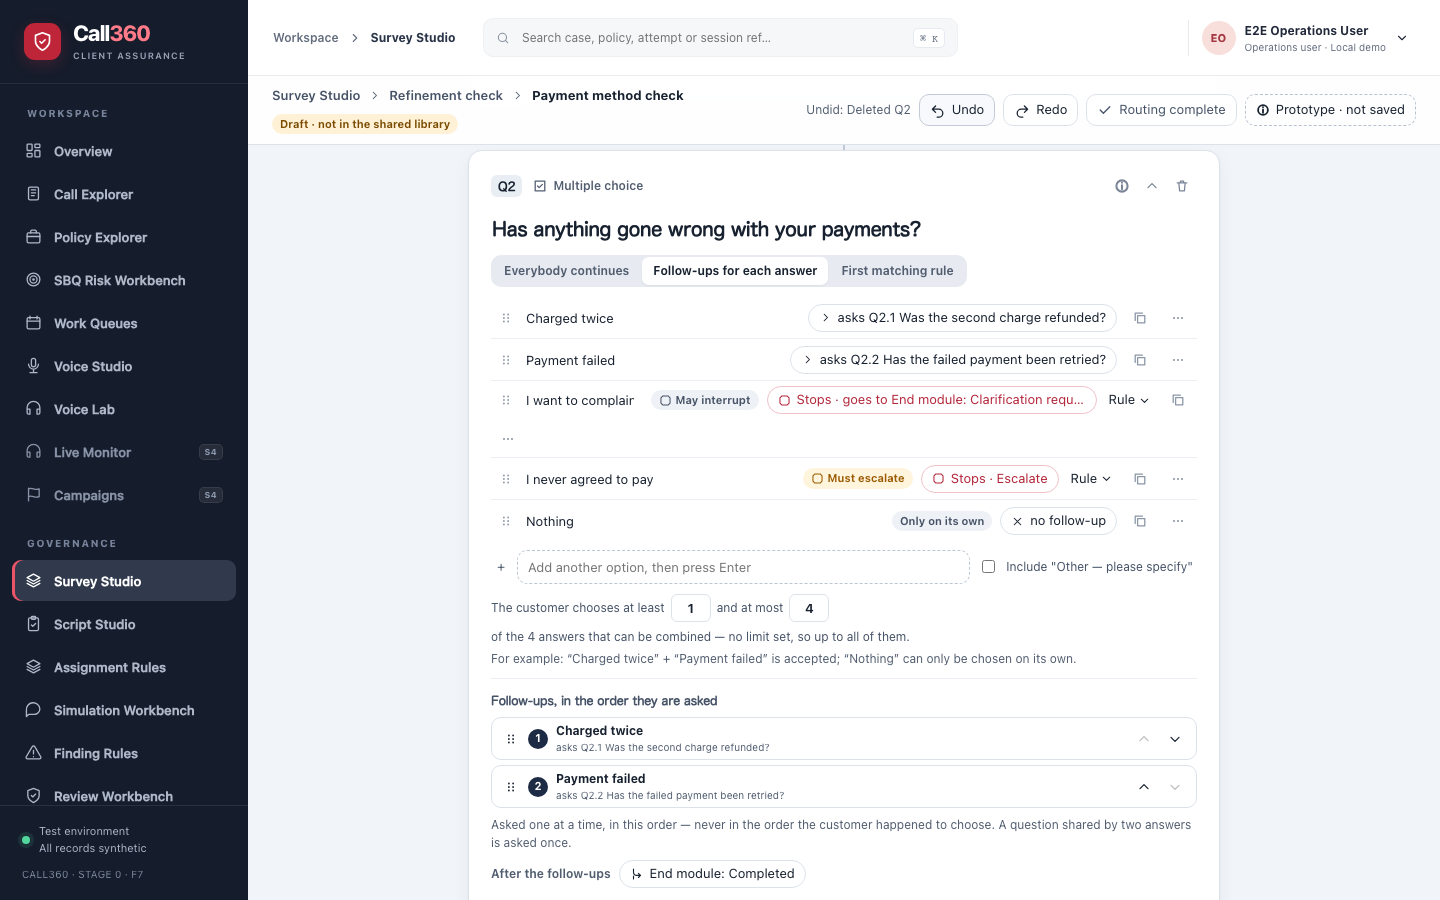 Call360
CLIENT ASSURANCE
WORKSPACE
Overview
Call Explorer
Policy Explorer
SBQ Risk Workbench
Work Queues
Voice Studio
Voice Lab
Live Monitor S4
Campaigns S4
GOVERNANCE
Survey Studio
Script Studio
Assignment Rules
Simulation Workbench
Finding Rules
Review Workbench
Test environment
All records synthetic
CALL360 · STAGE 0 · F7
Workspace > Survey Studio
Search case, policy, attempt or session ref...
⌘ K
EO
E2E Operations User
Operations user · Local demo
Survey Studio > Refinement check > Payment method check
Draft · not in the shared library
Undid: Deleted Q2
Undo
Redo
Routing complete
Prototype · not saved
Q2 Multiple choice
Has anything gone wrong with your payments?
Everybody continues Follow-ups for each answer First matching rule
Charged twice asks Q2.1 Was the second charge refunded? ...
Payment failed asks Q2.2 Has the failed payment been retried? ...
I want to complain May interrupt Stops · goes to End module: Clarification requ... Rule
...
I never agreed to pay Must escalate Stops · Escalate Rule ...
Nothing Only on its own × no follow-up ...
+ Add another option, then press Enter Include "Other — please specify"
The customer chooses at least 1 and at most 4
of the 4 answers that can be combined — no limit set, so up to all of them.
For example: “Charged twice” + “Payment failed” is accepted; “Nothing” can only be chosen on its own.
Follow-ups, in the order they are asked
1 Charged twice
asks Q2.1 Was the second charge refunded?
2 Payment failed
asks Q2.2 Has the failed payment been retried?
Asked one at a time, in this order — never in the order the customer happened to choose. A question shared by two answers
is asked once.
After the follow-ups End module: Completed